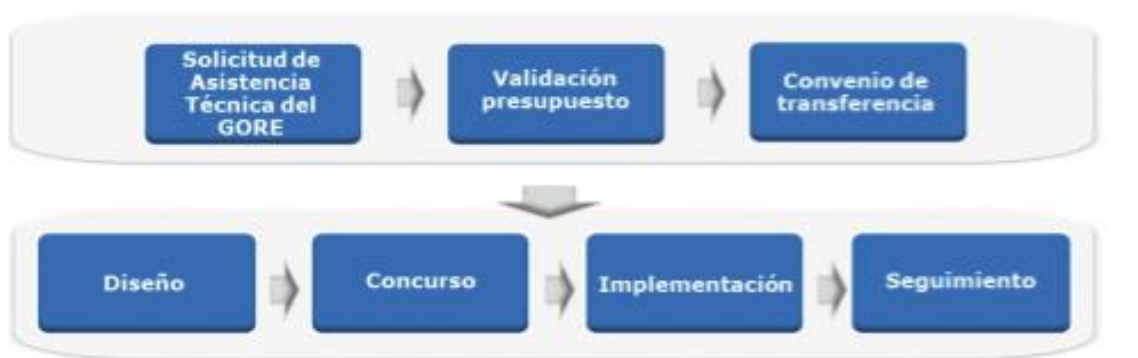 Solicitud de
Asistencia
Técnica del
GORE
Validación
presupuesto
Convenio de
transferencia
Diseño
Concurso
Implementación
Seguimiento